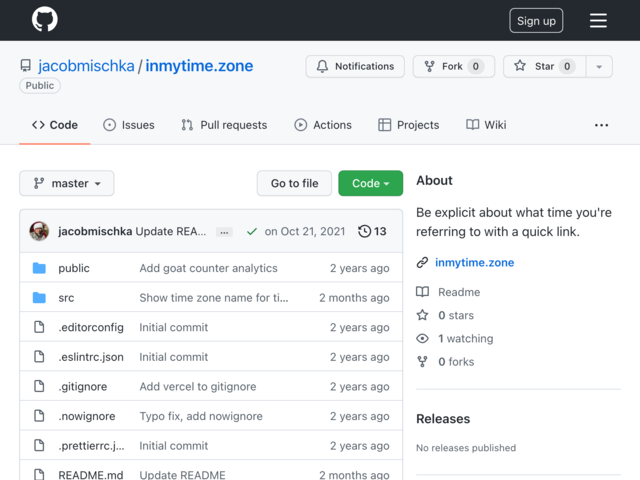 Sign up
jacobmischka / inmytime.zone
Public
Notifications
Fork 0
Star 0
Code
Issues
Pull requests
Actions
Projects
Wiki
master
Go to file
Code
jacobmischka Update REA... ... on Oct 21, 2021 13
public Add goat counter analytics 2 years ago
src Show time zone name for ti... 2 months ago
.editorconfig Initial commit 2 years ago
.eslintrc.json Initial commit 2 years ago
.gitignore Add vercel to gitignore 2 years ago
.nowignore Typo fix, add nowignore 2 years ago
.prettierrc.j... Initial commit 2 years ago
README.md Update README 2 months ago
About
Be explicit about what time you're
referring to with a quick link.
inmytime.zone
Readme
0 stars
1 watching
0 forks
Releases
No releases published